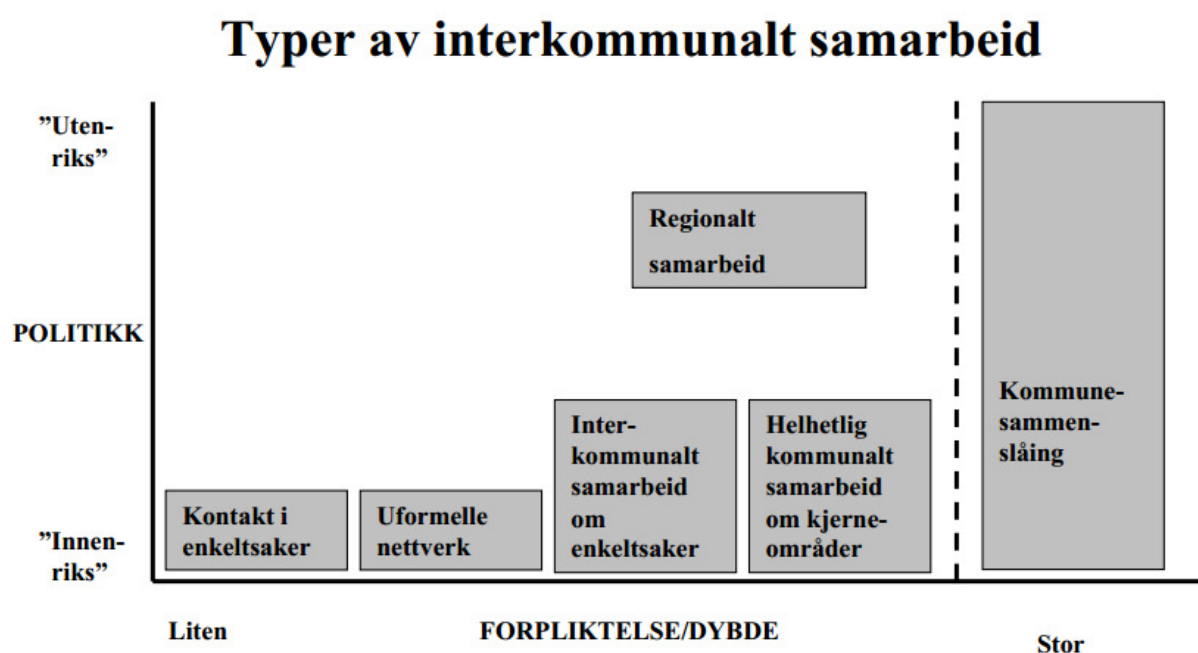 Typer av interkommunalt samarbeid
”Uten-
riks”
Regionalt
samarbeid
POLITIKK
Kommune-
sammen-
slåing
Inter-
kommunalt
samarbeid
om
enkeltsaker
Helhetlig
kommunalt
samarbeid
om kjerne-
områder
Kontakt i
enkeltsaker
Uformelle
nettverk
”Innen-
riks”
Liten
FORPLIKTELSE/DYBDE
Stor